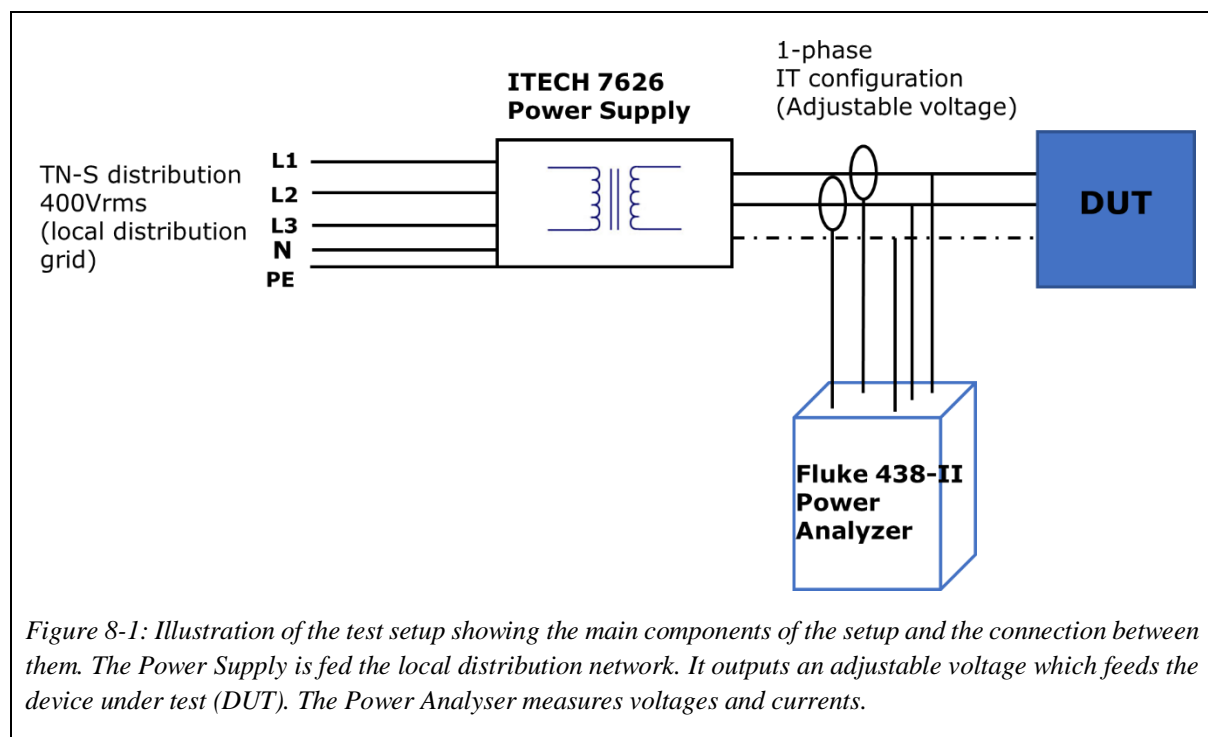 1-phase
IT configuration
(Adjustable voltage)
ITECH 7626
Power Supply
TN-S distribution
400Vrms
(local distribution
grid)
L1
L2
L3
N
PE
DUT
Fluke 438-II
Power
Analyzer
Figure 8-1: Illustration of the test setup showing the main components of the setup and the connection between
them. The Power Supply is fed the local distribution network. It outputs an adjustable voltage which feeds the
device under test (DUT). The Power Analyser measures voltages and currents.